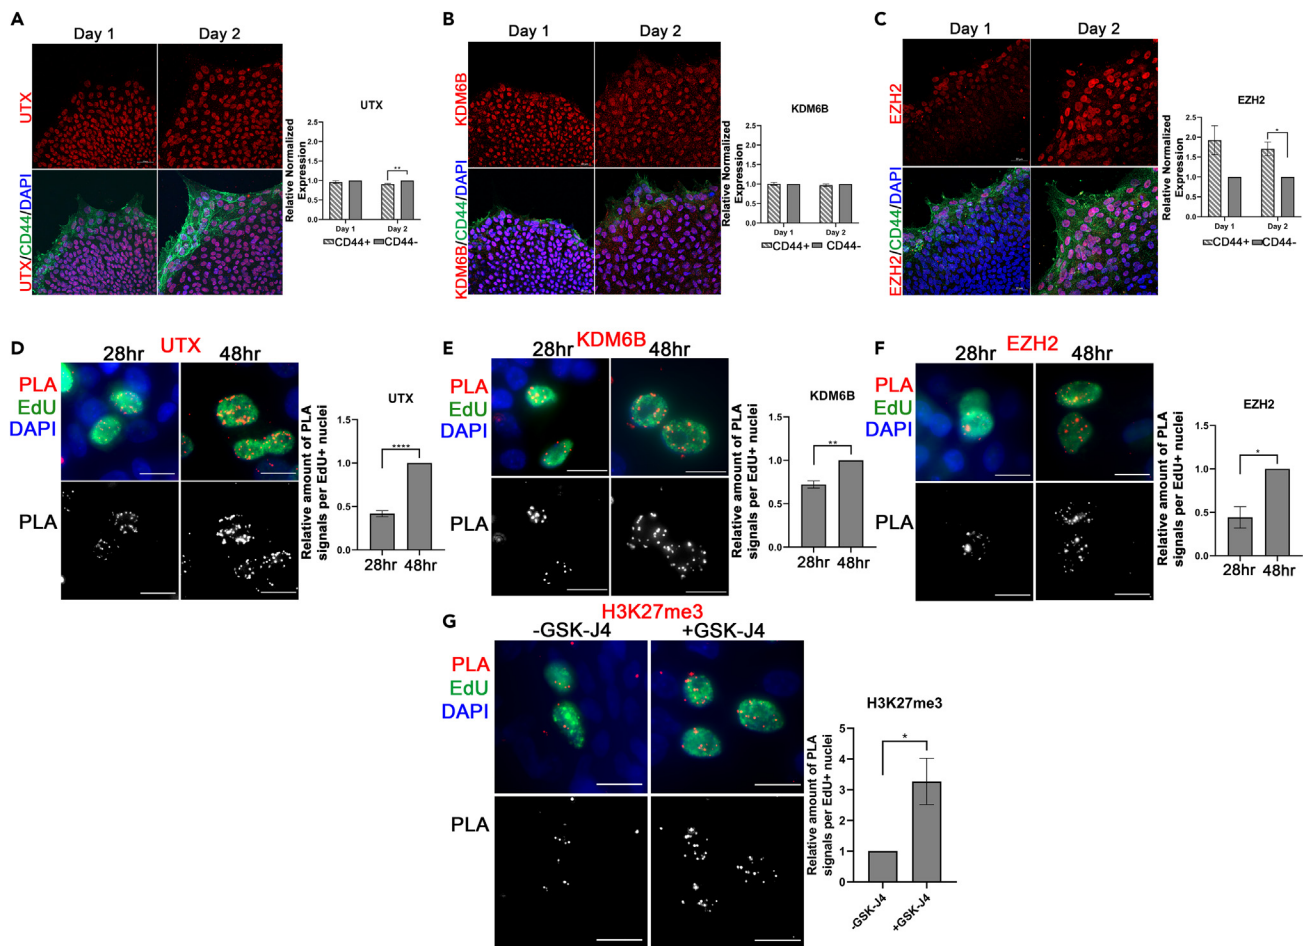 A
Day 1
Day 2
UTX
UTX/CD44/DAPI
UTX
Relative Normalized
Expression
2.5
2.0
1.5
1.0
0.5
0.0
**
Day 1
Day 2
CD44+
CD44-
B
Day 1
Day 2
KDM6B
KDM6B/CD44/DAPI
KDM6B
Relative Normalized
Expression
2.5
2.0
1.5
1.0
0.5
0.0
Day 1
Day 2
CD44+
CD44-
C
Day 1
Day 2
EZH2
EZH2/CD44/DAPI
EZH2
Relative Normalized
Expression
2.5
2.0
1.5
1.0
0.5
0.0
*
Day 1
Day 2
CD44+
CD44-
D
UTX
28hr
48hr
PLA
EdU
DAPI
PLA
UTX
Relative amount of PLA
signals per EdU+ nuclei
1.5
1.0
0.5
0.0
****
28hr
48hr
E
KDM6B
28hr
48hr
PLA
EdU
DAPI
PLA
KDM6B
Relative amount of PLA
signals per EdU+ nuclei
1.5
1.0
0.5
0.0
**
28hr
48hr
F
EZH2
28hr
48hr
PLA
EdU
DAPI
PLA
EZH2
Relative amount of PLA
signals per EdU+ nuclei
1.5
1.0
0.5
0.0
*
28hr
48hr
G
H3K27me3
-GSK-J4
+GSK-J4
PLA
EdU
DAPI
PLA
H3K27me3
Relative amount of PLA
signals per EdU+ nuclei
5
4
3
2
1
0
*
-GSK-J4
+GSK-J4